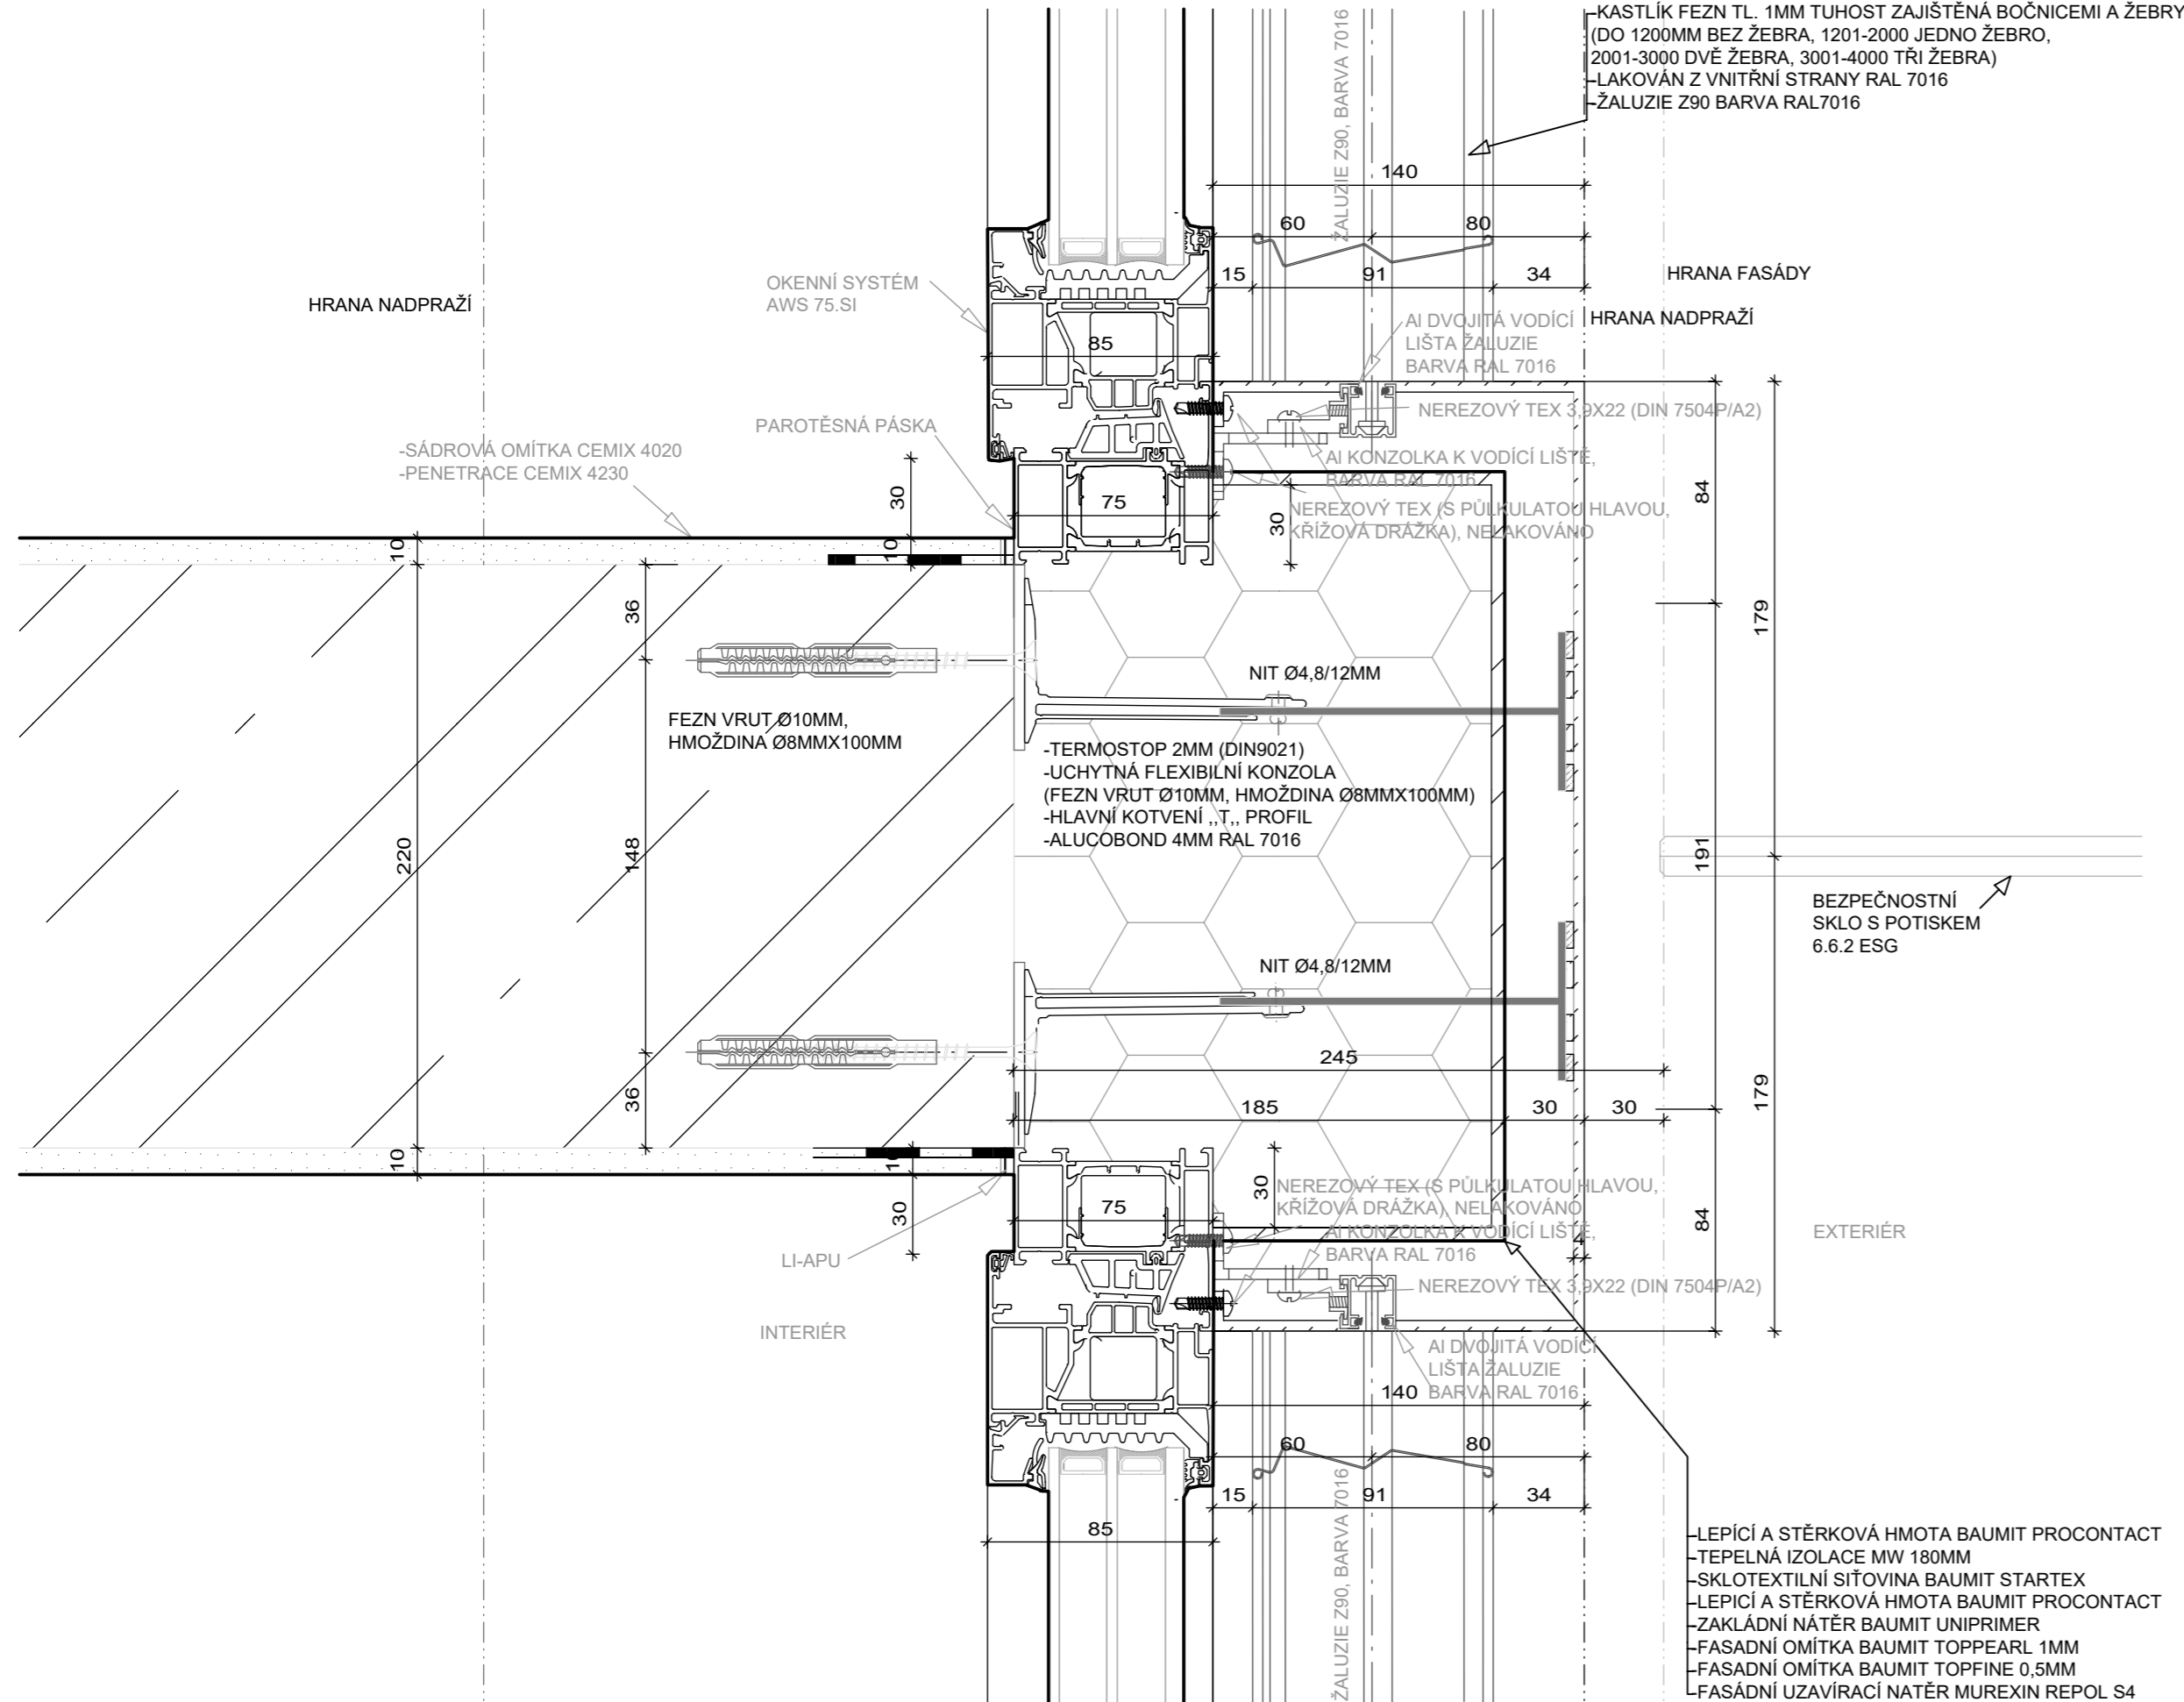 -KASTLÍK FEZN TL. 1MM TUHOST ZAJIŠTĚNÁ BOČNICEMI A ŽEBRY
(DO 1200MM BEZ ŽEBRA, 1201-2000 JEDNO ŽEBRO,
2001-3000 DVĚ ŽEBRA, 3001-4000 TŘI ŽEBRA)
-LAKOVÁN Z VNITŘNÍ STRANY RAL 7016
-ŽALUZIE Z90 BARVA RAL7016
ŽALUZIE Z90, BARVA 7016
140
60
80
15
91
34
HRANA FASÁDY
HRANA NADPRAŽÍ
HRANA NADPRAŽÍ
OKENNÍ SYSTÉM
AWS 75.SI
85
Al DVOJITÁ VODÍCÍ
LIŠTA ŽALUZIE
BARVA RAL 7016
NEREZOVÝ TEX 3,9X22 (DIN 7504P/A2)
PAROTĚSNÁ PÁSKA
-SÁDROVÁ OMÍTKA CEMIX 4020
-PENETRACE CEMIX 4230
Al KONZOLKA K VODÍCÍ LIŠTĚ,
BARVA RAL 7016
NEREZOVÝ TEX (S PŮLKULATOU HLAVOU,
KŘÍŽOVÁ DRÁŽKA), NELAKOVÁNO
30
75
30
84
10
10
36
179
NIT Ø4,8/12MM
FEZN VRUT Ø10MM,
HMOŽDINA Ø8MMX100MM
-TERMOSTOP 2MM (DIN9021)
-UCHYTNÁ FLEXIBILNÍ KONZOLA
(FEZN VRUT Ø10MM, HMOŽDINA Ø8MMX100MM)
-HLAVNÍ KOTVENÍ ,,T,, PROFIL
-ALUCOBOND 4MM RAL 7016
220
148
191
BEZPEČNOSTNÍ
SKLO S POTISKEM
6.6.2 ESG
NIT Ø4,8/12MM
245
36
185
30
30
179
10
10
30
75
30
84
NEREZOVÝ TEX (S PŮLKULATOU HLAVOU,
KŘÍŽOVÁ DRÁŽKA), NELAKOVÁNO
Al KONZOLKA K VODÍCÍ LIŠTĚ,
BARVA RAL 7016
EXTERIÉR
LI-APU
NEREZOVÝ TEX 3,9X22 (DIN 7504P/A2)
INTERIÉR
Al DVOJITÁ VODÍCÍ
LIŠTA ŽALUZIE
BARVA RAL 7016
140
60
80
15
91
34
85
ŽALUZIE Z90, BARVA 7016
-LEPÍCÍ A STĚRKOVÁ HMOTA BAUMIT PROCONTACT
-TEPELNÁ IZOLACE MW 180MM
-SKLOTEXTILNÍ SIŤOVINA BAUMIT STARTEX
-LEPICÍ A STĚRKOVÁ HMOTA BAUMIT PROCONTACT
-ZAKLÁDNÍ NÁTĚR BAUMIT UNIPRIMER
-FASADNÍ OMÍTKA BAUMIT TOPPEARL 1MM
-FASADNÍ OMÍTKA BAUMIT TOPFINE 0,5MM
-FASÁDNÍ UZAVÍRACÍ NATĚR MUREXIN REPOL S4